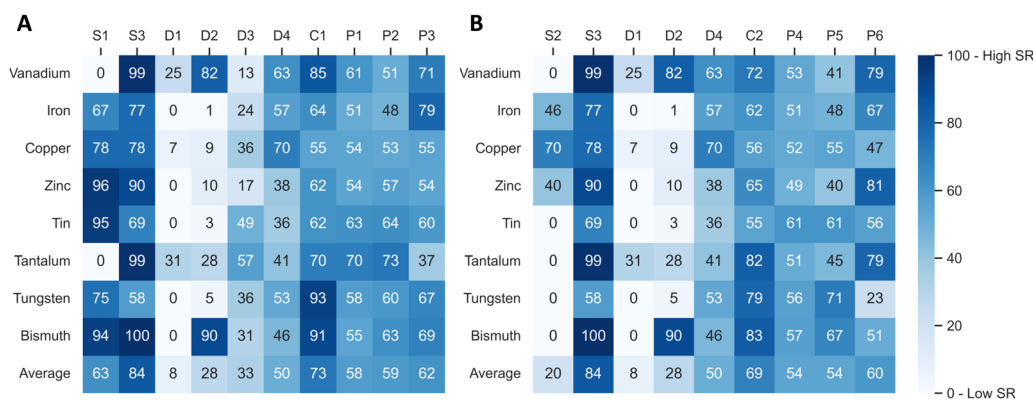 A
S1 S3 D1 D2 D3 D4 C1 P1 P2 P3
Vanadium 0 99 25 82 13 63 85 61 51 71
Iron 67 77 0 1 24 57 64 51 48 79
Copper 78 78 7 9 36 70 55 54 53 55
Zinc 96 90 0 10 17 38 62 54 57 54
Tin 95 69 0 3 49 36 62 63 64 60
Tantalum 0 99 31 28 57 41 70 70 73 37
Tungsten 75 58 0 5 36 53 93 58 60 67
Bismuth 94 100 0 90 31 46 91 55 63 69
Average 63 84 8 28 33 50 73 58 59 62
B
S2 S3 D1 D2 D4 C2 P4 P5 P6
Vanadium 0 99 25 82 63 72 53 41 79
Iron 46 77 0 1 57 62 51 48 67
Copper 70 78 7 9 70 56 52 55 47
Zinc 40 90 0 10 38 65 49 40 81
Tin 0 69 0 3 36 55 61 61 56
Tantalum 0 99 31 28 41 82 51 45 79
Tungsten 0 58 0 5 53 79 56 71 23
Bismuth 0 100 0 90 46 83 57 67 51
Average 20 84 8 28 50 69 54 54 60
100 - High SR
80
60
40
20
0 - Low SR